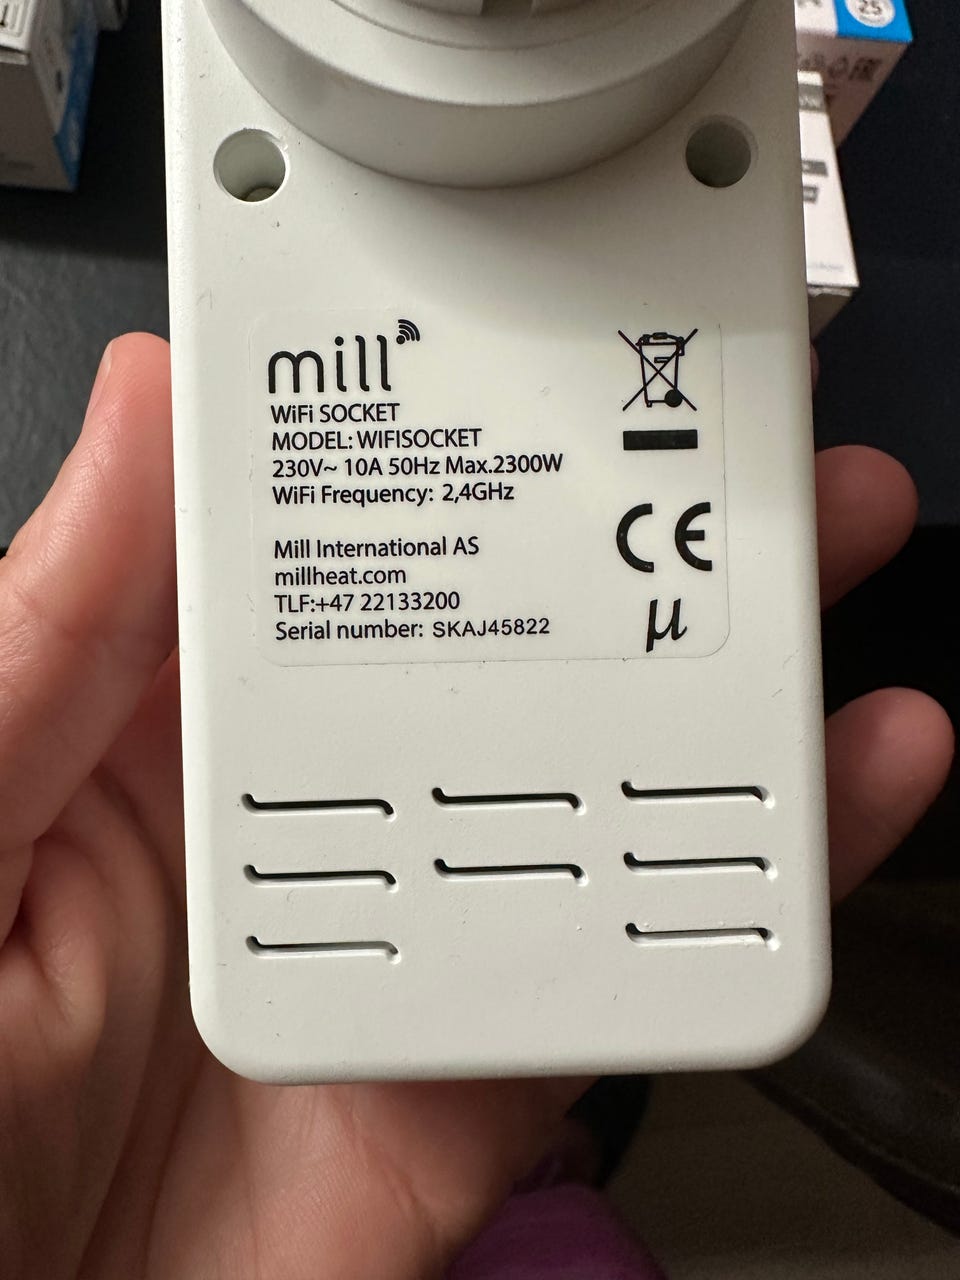 25
mill
WiFi SOCKET
MODEL: WIFISOCKET
230V~ 10A 50Hz Max.2300W
WiFi Frequency: 2,4GHz
Mill International AS
millheat.com
TLF:+47 22133200
Serial number: SKAJ45822
CE
μ